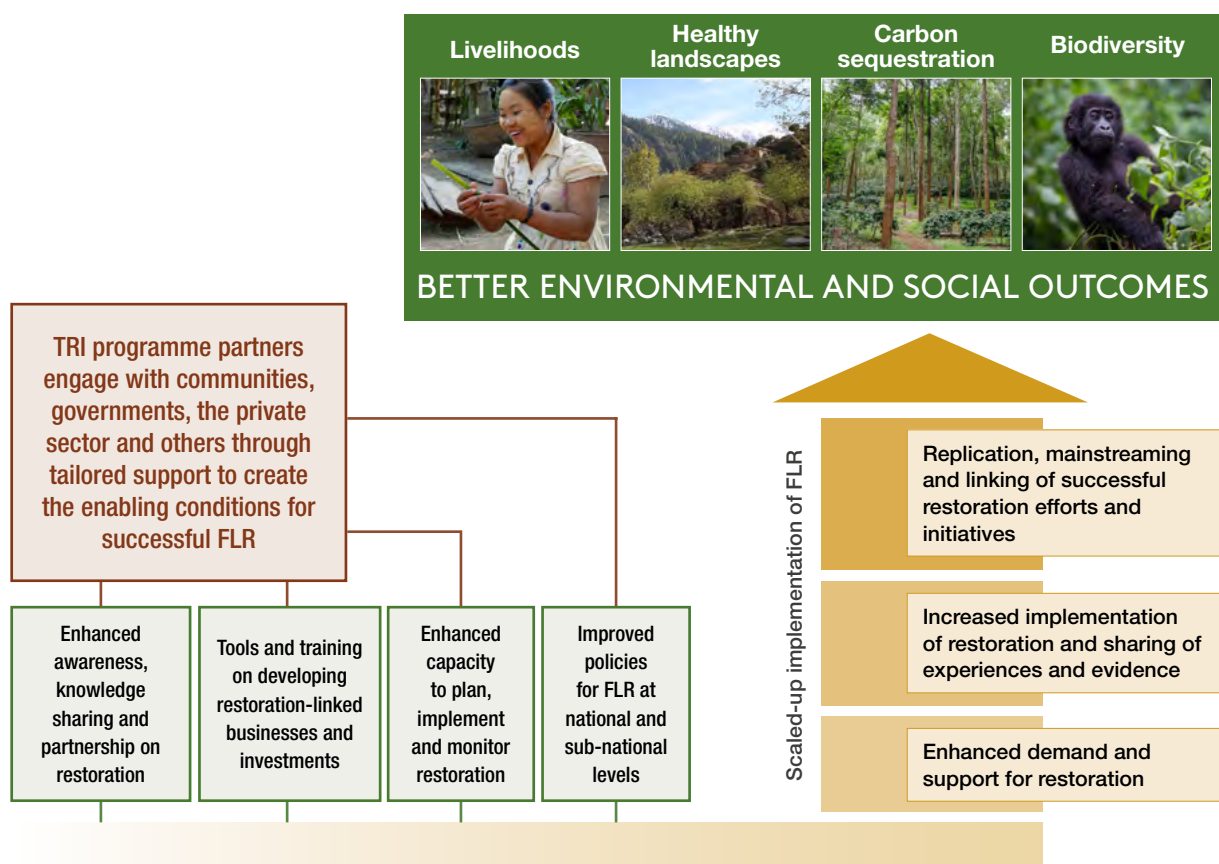 Livelihoods
Healthy
landscapes
Carbon
sequestration
Biodiversity
BETTER ENVIRONMENTAL AND SOCIAL OUTCOMES
TRI programme partners
engage with communities,
governments, the private
sector and others through
tailored support to create
the enabling conditions for
successful FLR
Enhanced
awareness,
knowledge
sharing and
partnership on
restoration
Tools and training
on developing
restoration-linked
businesses and
investments
Enhanced
capacity
to plan,
implement
and monitor
restoration
Improved
policies
for FLR at
national and
sub-national
levels
Scaled-up implementation of FLR
Replication, mainstreaming
and linking of successful
restoration efforts and
initiatives
Increased implementation
of restoration and sharing of
experiences and evidence
Enhanced demand and
support for restoration